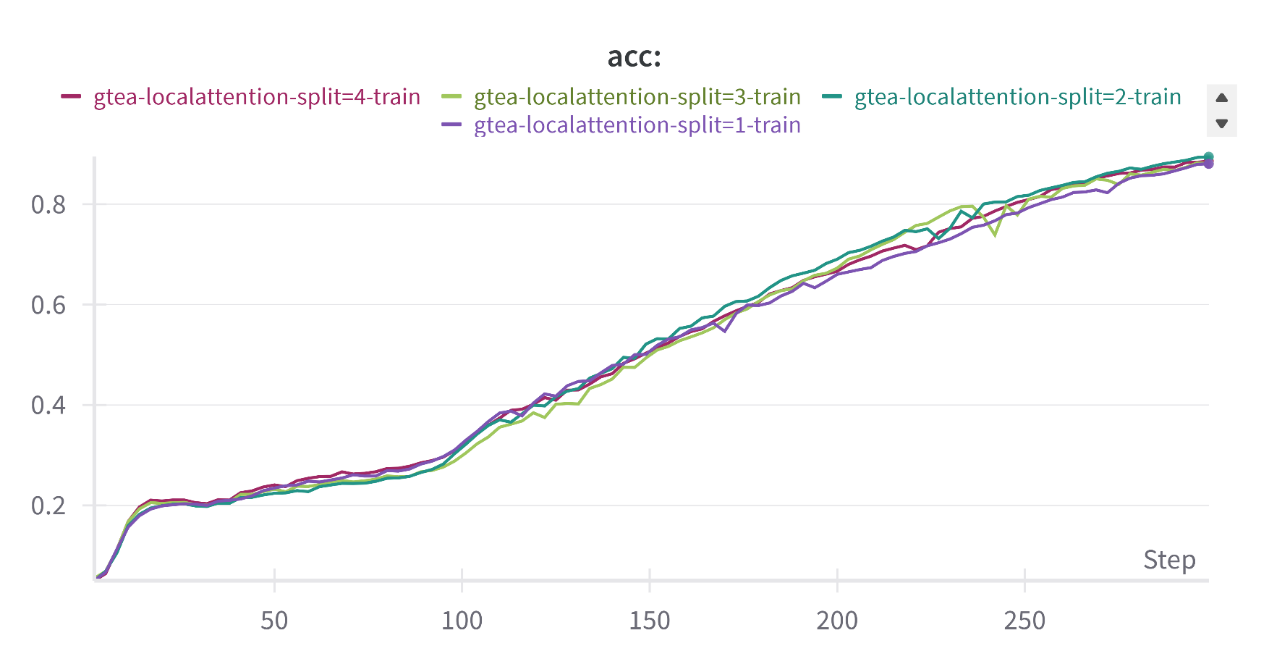 acc:
gtea-localattention-split=4-train gtea-localattention-split=3-train gtea-localattention-split=2-train
gtea-localattention-split=1-train
0.8
0.6
0.4
0.2
Step
50 100 150 200 250